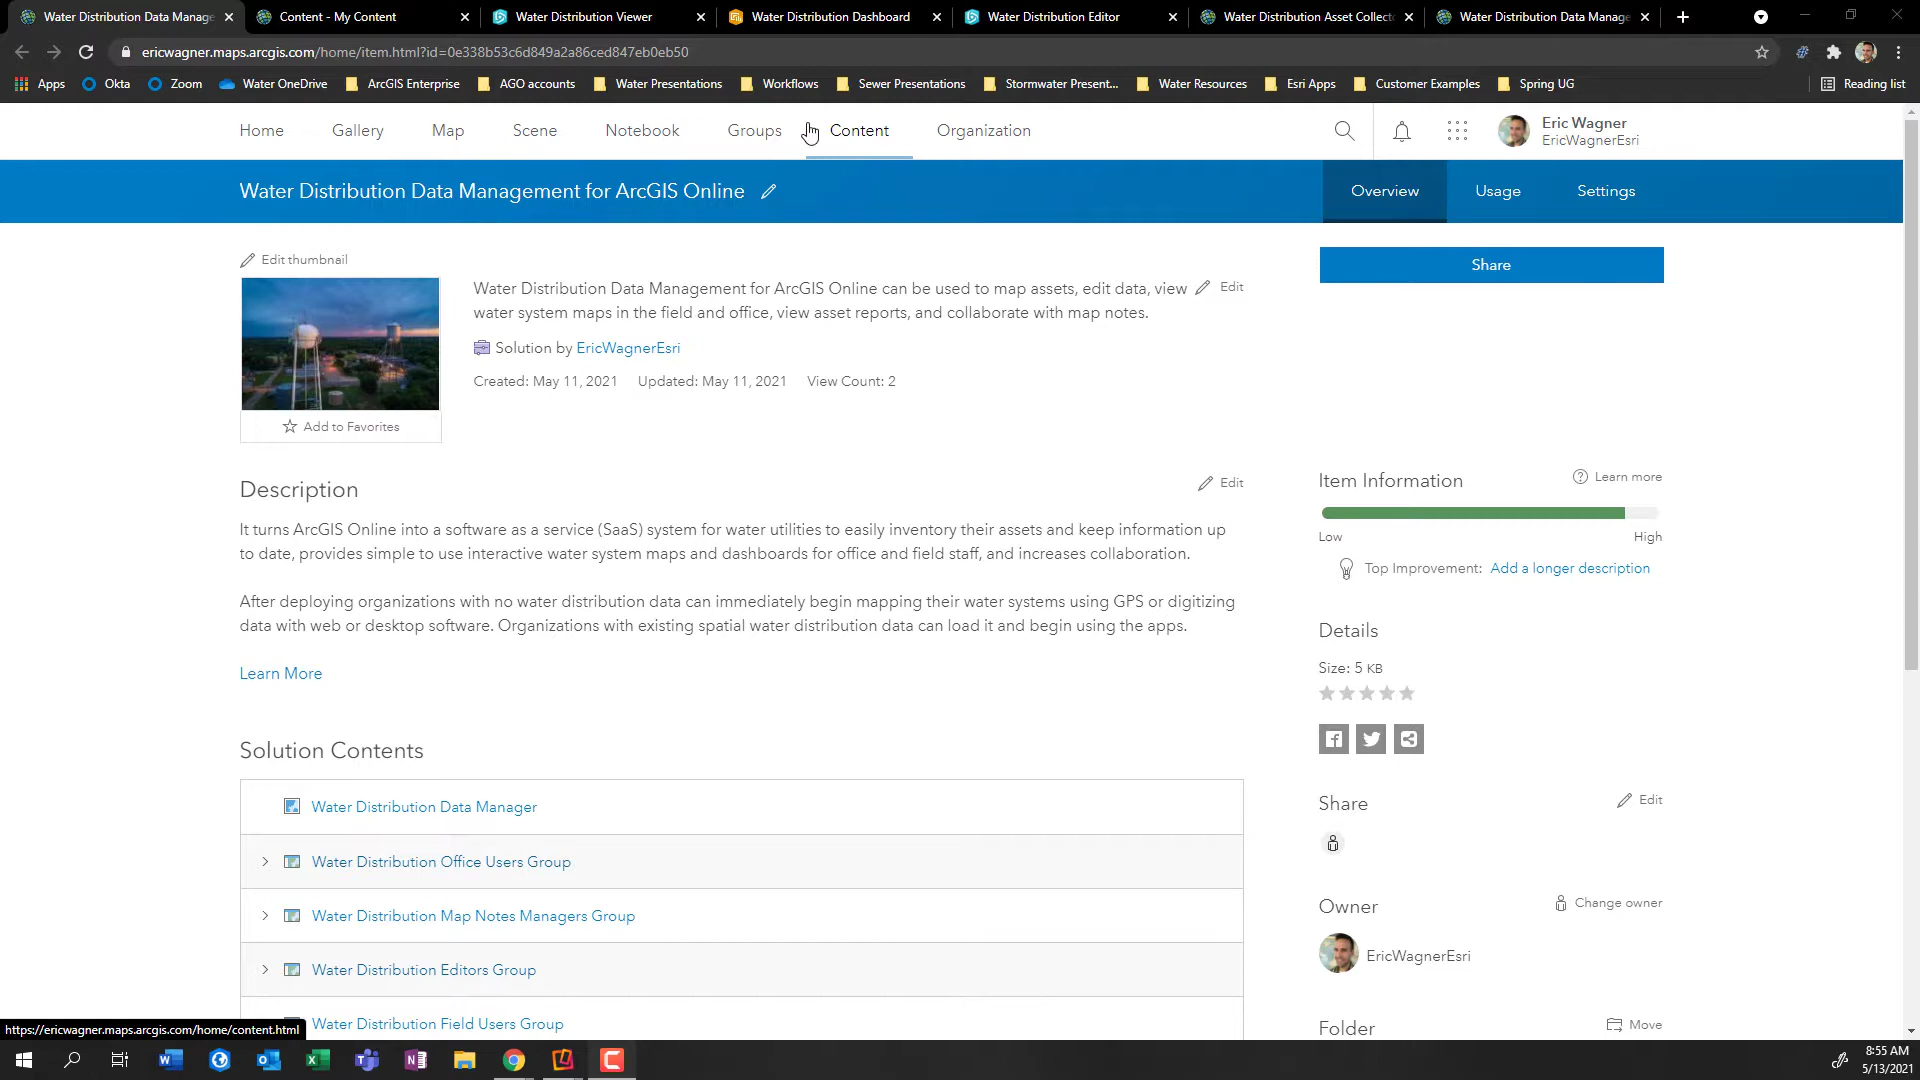 Water Distribution Data Manage
Content - My Content
Water Distribution Viewer
Water Distribution Dashboard
Water Distribution Editor
Water Distribution Asset Collect
Water Distribution Data Manage
ericwagner.maps.arcgis.com/home/item.html?id=0e338b53c6d849a2a86ced847eb0eb50
Apps
Okta
Zoom
Water OneDrive
ArcGIS Enterprise
AGO accounts
Water Presentations
Workflows
Sewer Presentations
Stormwater Present...
Water Resources
Esri Apps
Customer Examples
Spring UG
Reading list
Home
Gallery
Map
Scene
Notebook
Groups
Content
Organization
Eric Wagner
EricWagnerEsri
Water Distribution Data Management for ArcGIS Online
Overview
Usage
Settings
Edit thumbnail
Share
Water Distribution Data Management for ArcGIS Online can be used to map assets, edit data, view
Edit
water system maps in the field and office, view asset reports, and collaborate with map notes.
Solution by EricWagnerEsri
Created: May 11, 2021 Updated: May 11, 2021 View Count: 2
Add to Favorites
Description
Edit
It turns ArcGIS Online into a software as a service (SaaS) system for water utilities to easily inventory their assets and keep information up
to date, provides simple to use interactive water system maps and dashboards for office and field staff, and increases collaboration.
After deploying organizations with no water distribution data can immediately begin mapping their water systems using GPS or digitizing
data with web or desktop software. Organizations with existing spatial water distribution data can load it and begin using the apps.
Learn More
Item Information
Learn more
Low
High
Top Improvement: Add a longer description
Details
Size: 5 KB
Solution Contents
Water Distribution Data Manager
Water Distribution Office Users Group
Water Distribution Map Notes Managers Group
Water Distribution Editors Group
Water Distribution Field Users Group
Share
Edit
Owner
Change owner
EricWagnerEsri
Folder
Move
https://ericwagner.maps.arcgis.com/home/content.html
8:55 AM
5/13/2021